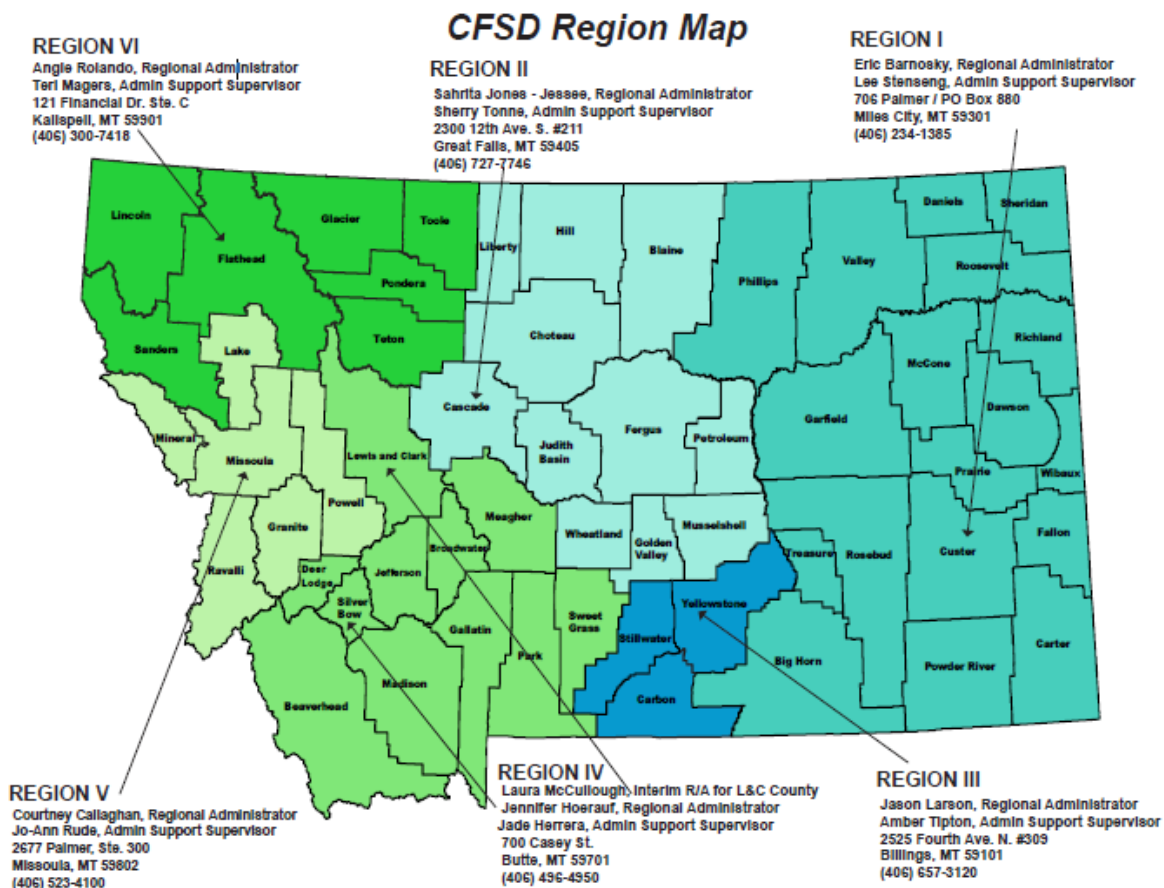 CFSD Region Map
REGION VI
Angie Rolando, Regional Administrator
Teri Magers, Admin Support Supervisor
121 Financial Dr. Ste. C
Kalispell, MT 59901
(406) 300-7418
REGION II
Sahrita Jones - Jessee, Regional Administrator
Sherry Tonne, Admin Support Supervisor
2300 12th Ave. S. #211
Great Falls, MT 59405
(406) 727-7746
REGION I
Eric Barnosky, Regional Administrator
Lee Stenseng, Admin Support Supervisor
706 Palmer / PO Box 880
Miles City, MT 59301
(406) 234-1385
Lincoln
Flathead
Glacier
Toole
Pondera
Teton
Sanders
Lake
Liberty
Hill
Blaine
Choteau
Phillips
Valley
Daniels
Sheridan
Roosevelt
Richland
McCone
Dawson
Garfield
Prairie
Wibaux
Mineral
Missoula
Powell
Granite
Ravalli
Lewis and Clark
Cascade
Judith
Basin
Fergus
Petroleum
Meagher
Broadwater
Wheatland
Golden
Valley
Musselshell
Treasure
Rosebud
Custer
Fallon
Deer
Lodge
Silver
Bow
Jefferson
Gallatin
Park
Sweet
Grass
Stillwater
Yellowstone
Carbon
Big Horn
Powder River
Carter
Beaverhead
Madison
REGION V
Courtney Callaghan, Regional Administrator
Jo-Ann Rude, Admin Support Supervisor
2677 Palmer, Ste. 300
Missoula, MT 59802
(406) 523-4100
REGION IV
Laura McCullough, Interim R/A for L&C County
Jennifer Hoerauf, Regional Administrator
Jade Herrera, Admin Support Supervisor
700 Casey St.
Butte, MT 59701
(406) 496-4950
REGION III
Jason Larson, Regional Administrator
Amber Tipton, Admin Support Supervisor
2525 Fourth Ave. N. #309
Billings, MT 59101
(406) 657-3120